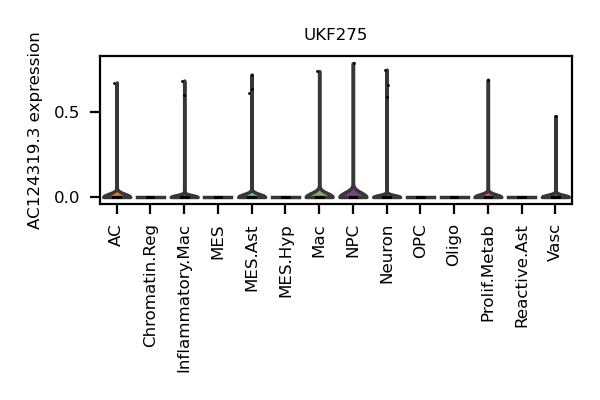 UKF275
AC124319.3 expression
0.5
0.0
AC
Chromatin.Reg
Inflammatory.Mac
MES
MES.Ast
MES.Hyp
Mac
NPC
Neuron
OPC
Oligo
Prolif.Metab
Reactive.Ast
Vasc